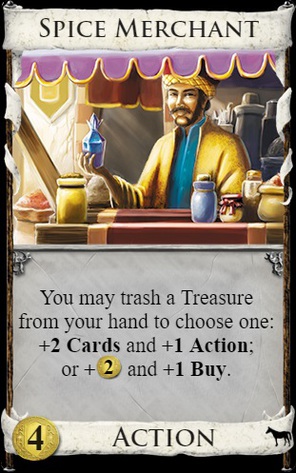 SPICE MERCHANT
You may trash a Treasure
from your hand to choose one:
+2 Cards and +1 Action;
or +2 and +1 Buy.
4 ACTION